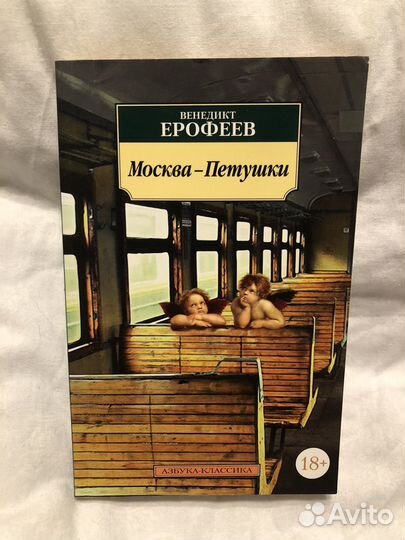 ВЕНЕДИКТ
ЕРОФЕЕВ
Москва – Петушки
АЗБУКА-КЛАССИКА
18+
Avito